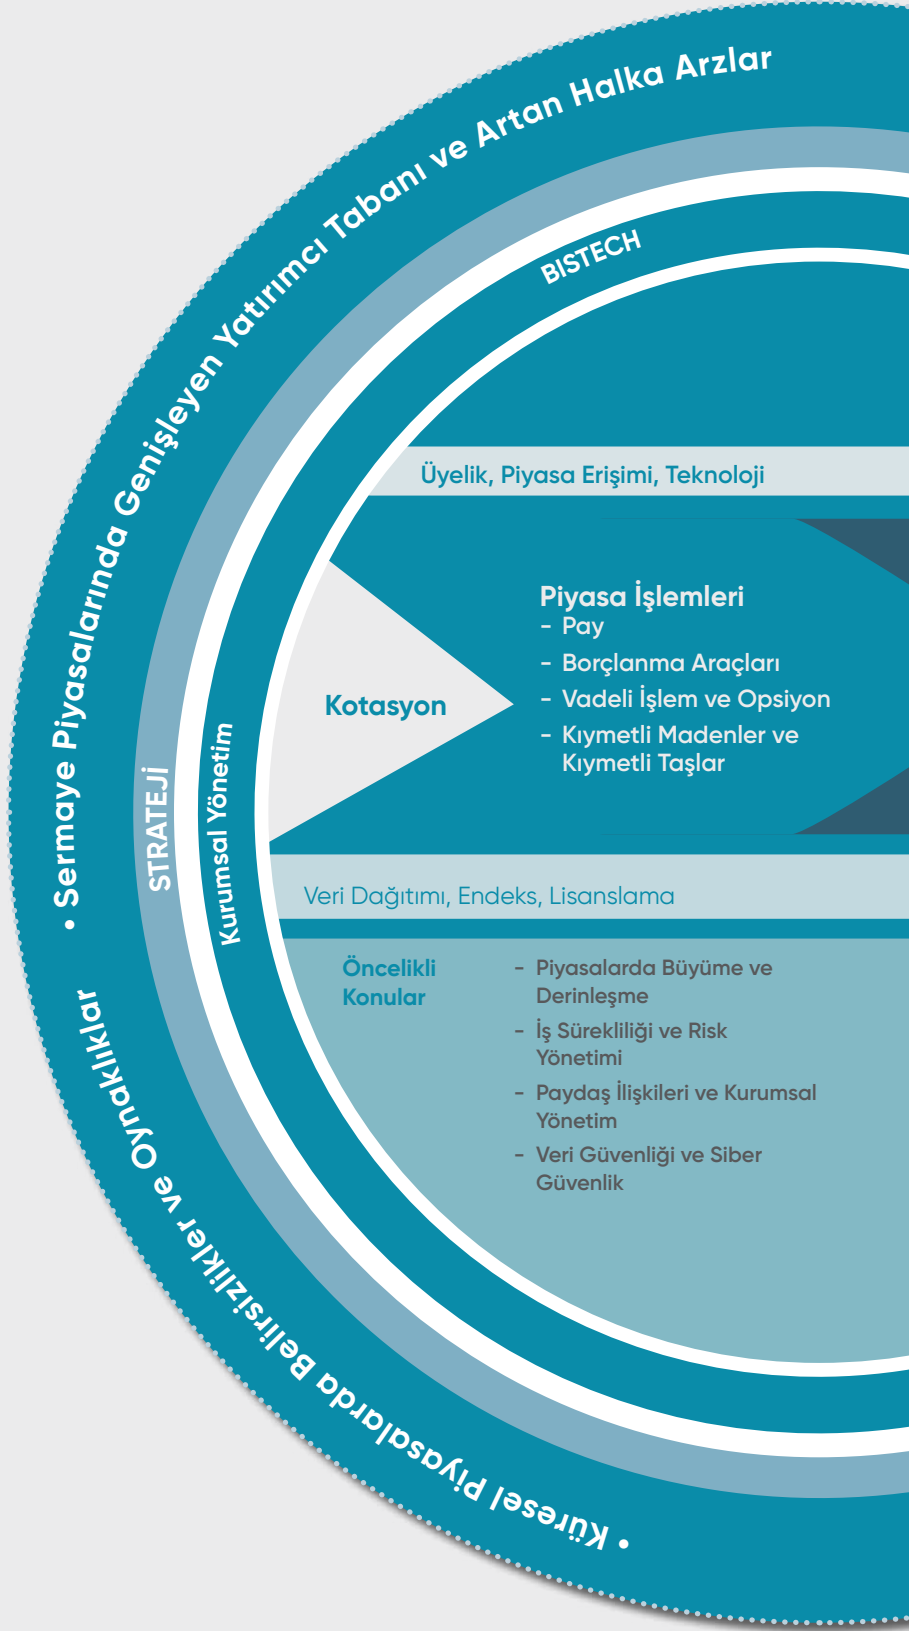 • Sermaye Piyasalarında Genişleyen Yatırımcı Tabanı ve Artan Halka Arzlar
BISTECH
Üyelik, Piyasa Erişimi, Teknoloji
Piyasa İşlemleri
- Pay
- Borçlanma Araçları
- Vadeli İşlem ve Opsiyon
- Kıymetli Madenler ve
Kıymetli Taşlar
Kotasyon
STRATEJİ
Kurumsal Yönetim
Veri Dağıtımı, Endeks, Lisanslama
Öncelikli
Konular
- Piyasalarda Büyüme ve
Derinleşme
- İş Sürekliliği ve Risk
Yönetimi
- Paydaş İlişkileri ve Kurumsal
Yönetim
- Veri Güvenliği ve Siber
Güvenlik
• Küresel Piyasalarda Belirsizlikler ve Oynaklıklar